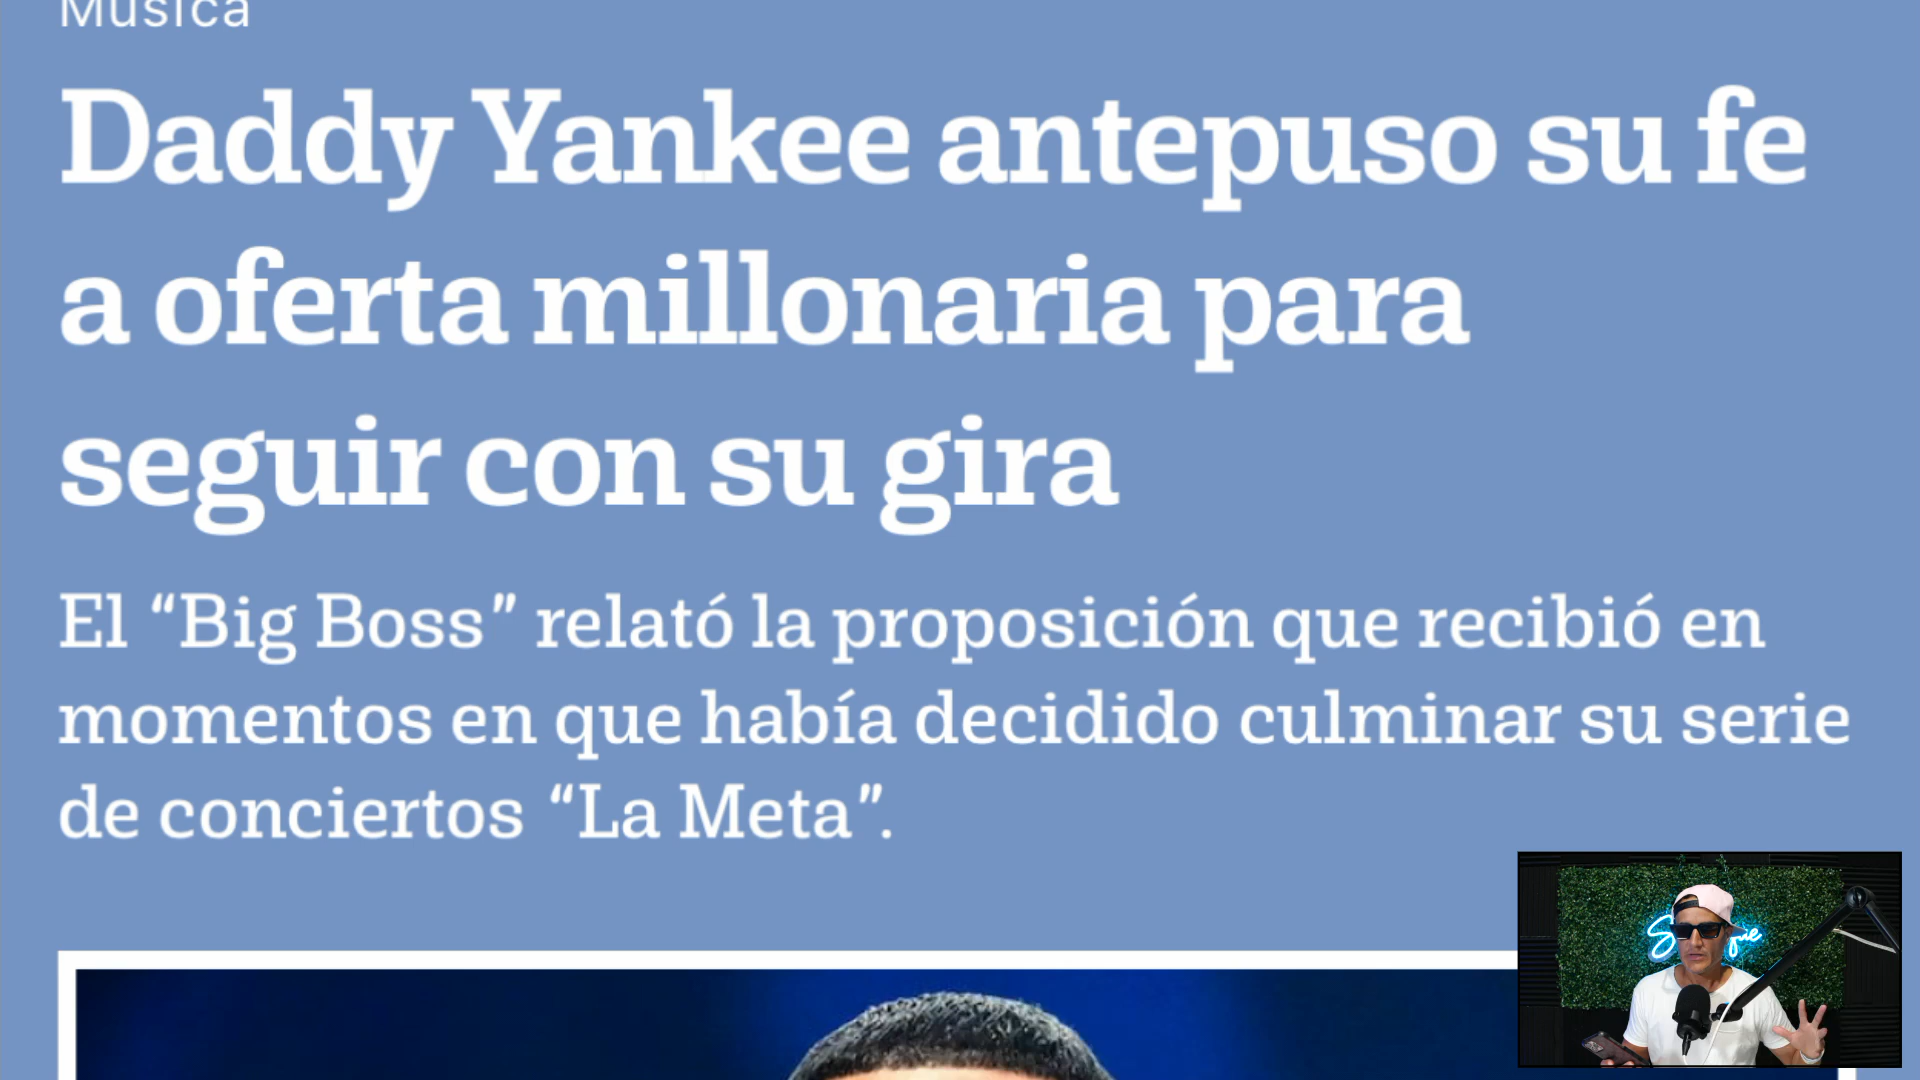 Música
Daddy Yankee antepuso su fe
a oferta millonaria para
seguir con su gira
El “Big Boss” relató la proposición que recibió en
momentos en que había decidido culminar su serie
de conciertos “La Meta”.